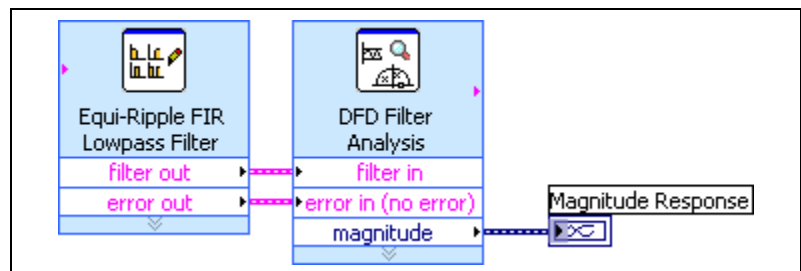 Equi-Ripple FIR
Lowpass Filter
filter out
error out
DFD Filter
Analysis
filter in
error in (no error)
magnitude
Magnitude Response